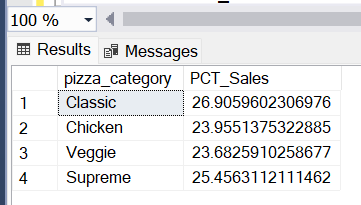 100 %
Results Messages
pizza_category PCT_Sales
1 Classic 26.9059602306976
2 Chicken 23.9551375322885
3 Veggie 23.6825910258677
4 Supreme 25.4563112111462